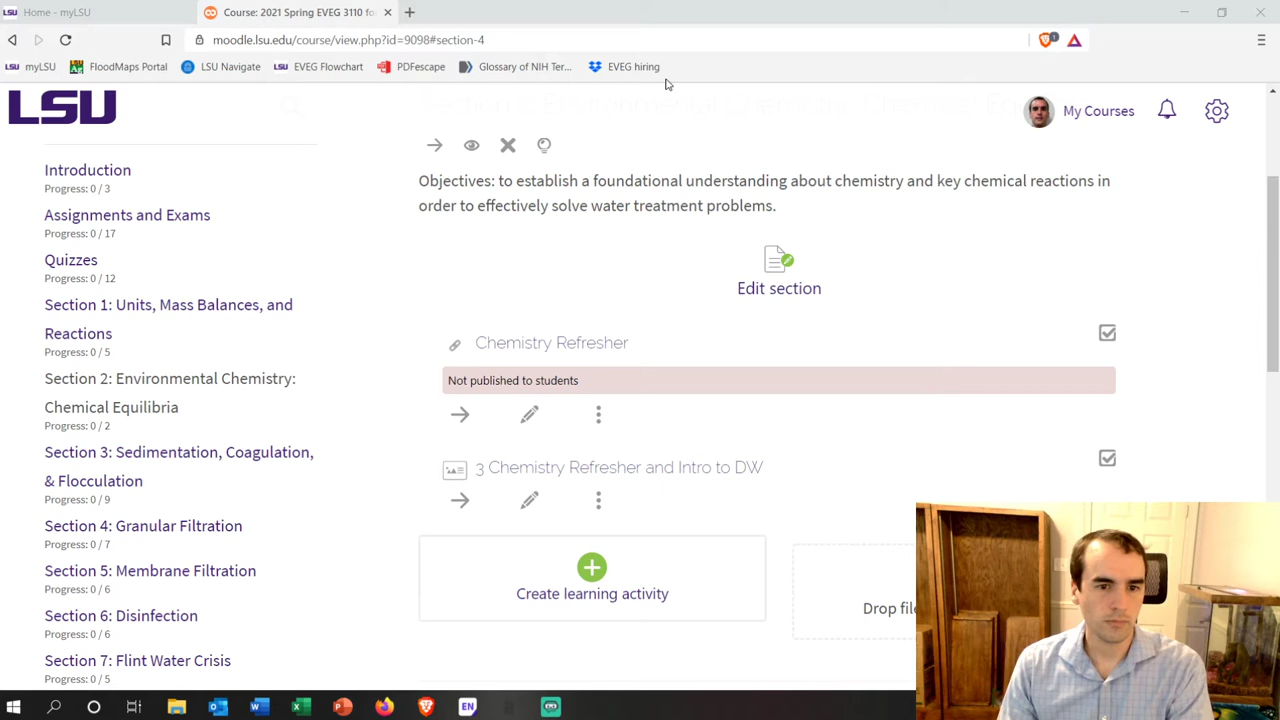 Home - myLSU
Course: 2021 Spring EVEG 3110 fo
moodle.lsu.edu/course/view.php?id=9098#section-4
1
LSU myLSU
FloodMaps Portal
LSU Navigate
LSU EVEG Flowchart
PDFescape
Glossary of NIH Ter...
EVEG hiring
LSU
My Courses
Introduction
Progress: 0 / 3
Assignments and Exams
Progress: 0 / 17
Quizzes
Progress: 0 / 12
Section 1: Units, Mass Balances, and
Reactions
Progress: 0 / 5
Section 2: Environmental Chemistry:
Chemical Equilibria
Progress: 0 / 2
Section 3: Sedimentation, Coagulation,
& Flocculation
Progress: 0 / 9
Section 4: Granular Filtration
Progress: 0 / 7
Section 5: Membrane Filtration
Progress: 0 / 6
Section 6: Disinfection
Progress: 0 / 6
Section 7: Flint Water Crisis
Progress: 0 / 5
Objectives: to establish a foundational understanding about chemistry and key chemical reactions in
order to effectively solve water treatment problems.
Edit section
Chemistry Refresher
Not published to students
3 Chemistry Refresher and Intro to DW
Create learning activity
Drop file
EN